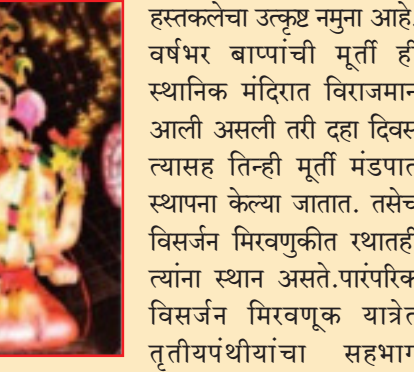 हस्तकलेचा उत्कृष्ट नमुना आहे.
वर्षभर बाप्पांची मूर्ती ही
स्थानिक मंदिरात विराजमान
आली असली तरी दहा दिवस
त्यासह तिन्ही मूर्ती मंडपात
स्थापना केल्या जातात. तसेच
विसर्जन मिरवणुकीत रथातही
त्यांना स्थान असते.पारंपरिक
विसर्जन मिरवणूक यात्रेत
तृतीयपंथीयांचा सहभाग